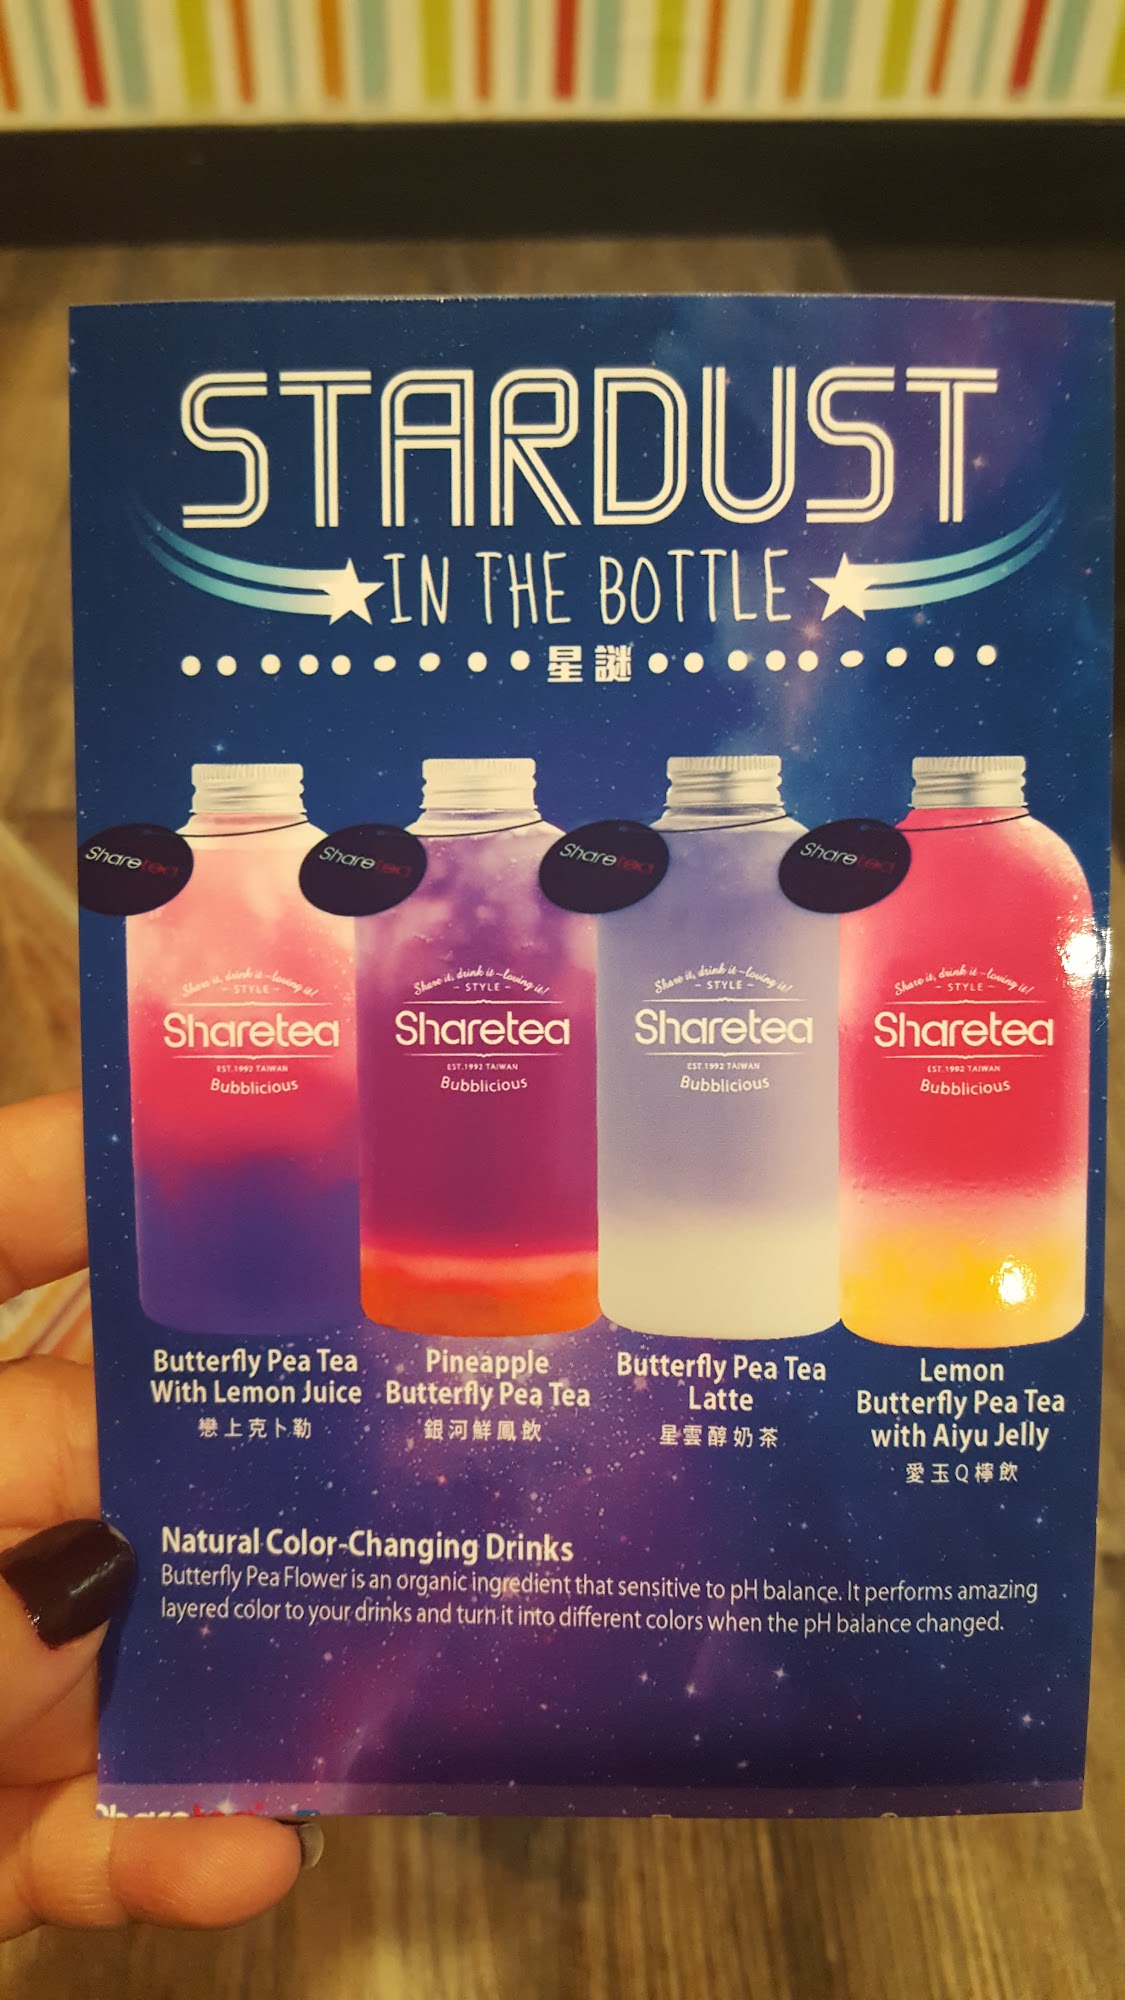 STARDUST
IN THE BOTTLE
星謎
Sharetea
Sharetea
Sharetea
Sharetea
Share it, drink it -loving it!
- STYLE -
Sharetea
EST.1992 TAIWAN
Bubblicious
Share it, drink it -loving it!
- STYLE -
Sharetea
EST.1992 TAIWAN
Bubblicious
Share it, drink it -loving it!
- STYLE -
Sharetea
EST.1992 TAIWAN
Bubblicious
Share it, drink it -loving it!
- STYLE -
Sharetea
EST.1992 TAIWAN
Bubblicious
Butterfly Pea Tea
With Lemon Juice
戀上克卜勒
Pineapple
Butterfly Pea Tea
銀河鮮鳳飲
Butterfly Pea Tea
Latte
星雲醇奶茶
Lemon
Butterfly Pea Tea
with Aiyu Jelly
愛玉Q檸飲
Natural Color-Changing Drinks
Butterfly Pea Flower is an organic ingredient that sensitive to pH balance. It performs amazing
layered color to your drinks and turn it into different colors when the pH balance changed.
Sharetea